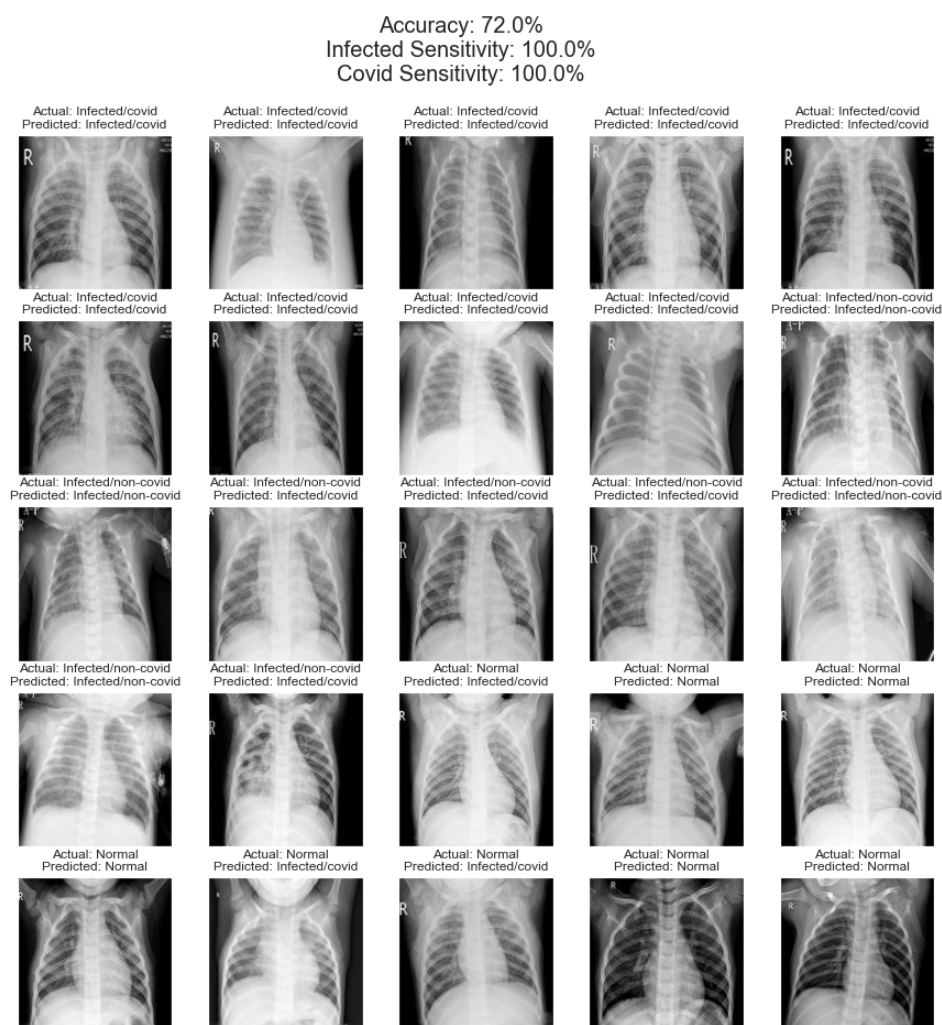 Accuracy: 72.0%
Infected Sensitivity: 100.0%
Covid Sensitivity: 100.0%
Actual: Infected/covid
Predicted: Infected/covid
Actual: Infected/covid
Predicted: Infected/covid
Actual: Infected/covid
Predicted: Infected/covid
Actual: Infected/covid
Predicted: Infected/covid
Actual: Infected/covid
Predicted: Infected/covid
R
R
R
R
R
Actual: Infected/covid
Predicted: Infected/covid
Actual: Infected/covid
Predicted: Infected/covid
Actual: Infected/covid
Predicted: Infected/covid
Actual: Infected/covid
Predicted: Infected/covid
Actual: Infected/non-covid
Predicted: Infected/non-covid
R
R
R
A-P
R
Actual: Infected/non-covid
Predicted: Infected/non-covid
Actual: Infected/non-covid
Predicted: Infected/covid
Actual: Infected/non-covid
Predicted: Infected/covid
Actual: Infected/non-covid
Predicted: Infected/covid
Actual: Infected/non-covid
Predicted: Infected/non-covid
A-P
R
R
R
R
A-P
R
Actual: Infected/non-covid
Predicted: Infected/non-covid
Actual: Infected/non-covid
Predicted: Infected/covid
Actual: Normal
Predicted: Infected/covid
Actual: Normal
Predicted: Normal
Actual: Normal
Predicted: Normal
R
R
R
R
R
Actual: Normal
Predicted: Normal
Actual: Normal
Predicted: Infected/covid
Actual: Normal
Predicted: Infected/covid
Actual: Normal
Predicted: Normal
Actual: Normal
Predicted: Normal
R
R
R
R